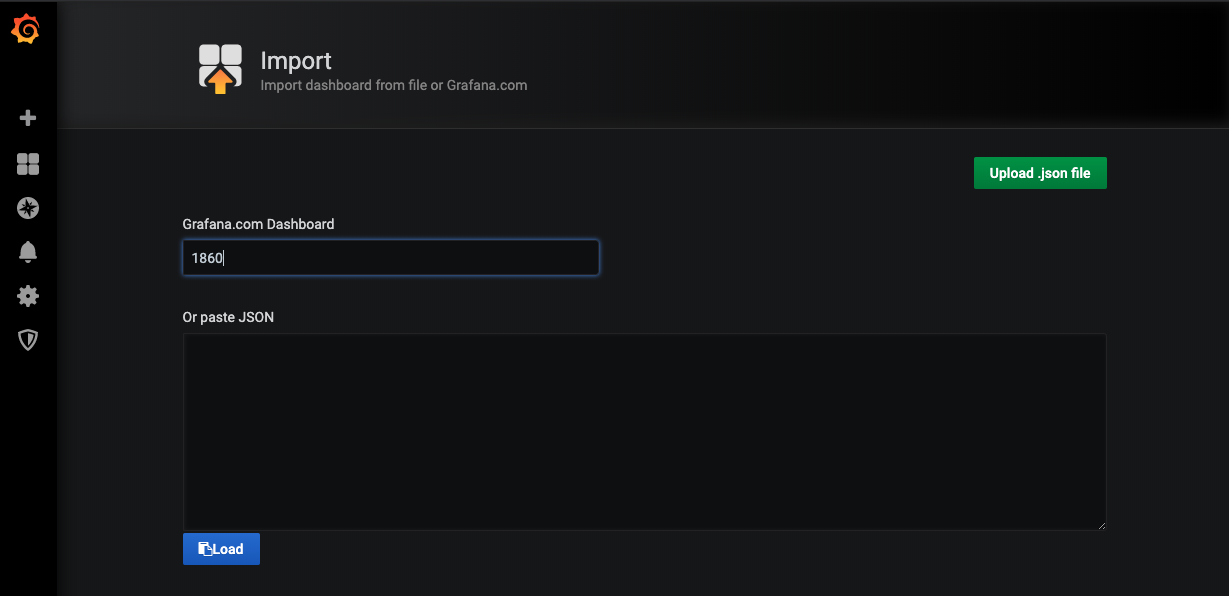 Import
Import dashboard from file or Grafana.com
Upload .json file
Grafana.com Dashboard
1860
Or paste JSON
Load